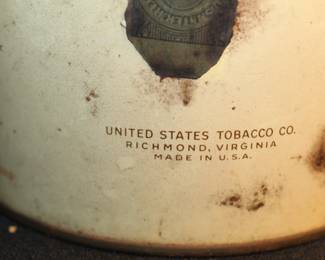 UNITED STATES TOBACCO CO.
RICHMOND, VIRGINIA
MADE IN U.S.A.